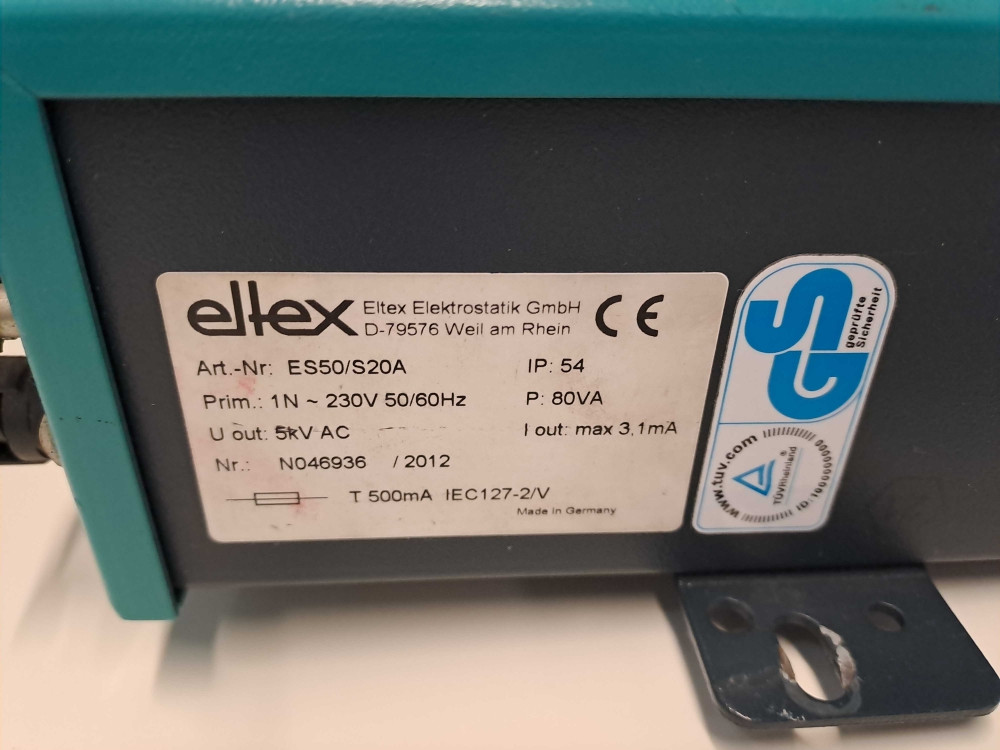 eltex
Eltex Elektrostatik GmbH
D-79576 Weil am Rhein
CE
Art.-Nr: ES50/S20A
IP: 54
Prim.: 1N ~ 230V 50/60Hz
P: 80VA
U out: 5kV AC
I out: max 3,1mA
Nr.: N046936 / 2012
T 500mA IEC127-2/V
Made in Germany
GS
geprüfte
Sicherheit
www.tuv.com
TÜVRheinland
®